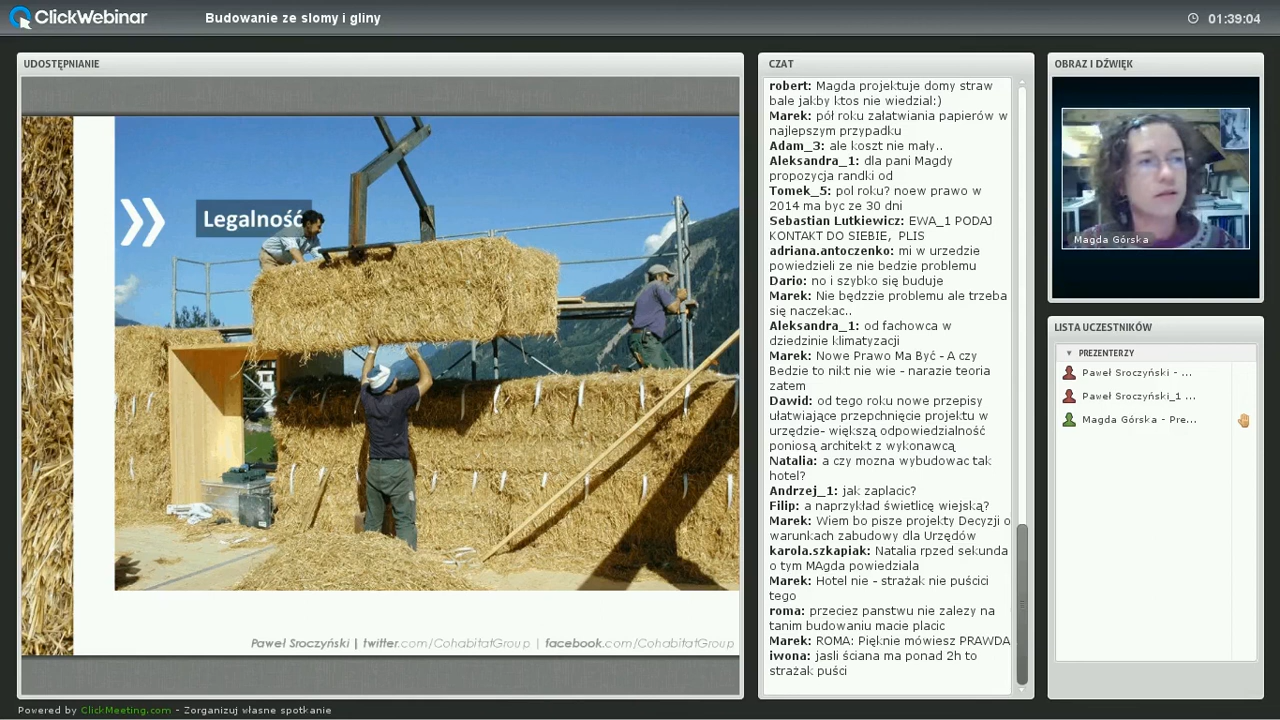 ClickWebinar
Budowanie ze slomy i gliny
01:39:04
UDOSTĘPNIANIE
Legalność
Paweł Sroczyński | twitter.com/CohabitatGroup | facebook.com/CohabitatGroup
CZAT
robert: Magda projektuje domy straw
bale jakby ktos nie wiedzial:)
Marek: pół roku załatwiania papierów w
najlepszym przypadku
Adam_3: ale koszt nie mały..
Aleksandra_1: dla pani Magdy
propozycja randki od
Tomek_5: pol roku? noew prawo w
2014 ma byc ze 30 dni
Sebastian Lutkiewicz: EWA_1 PODAJ
KONTAKT DO SIEBIE, PLIS
adriana.antoczenko: mi w urzedzie
powiedzieli ze nie bedzie problemu
Dario: no i szybko się buduje
Marek: Nie będzzie problemu ale trzeba
się naczekac..
Aleksandra_1: od fachowca w
dziedzinie klimatyzacji
Marek: Nowe Prawo Ma Być - A czy
Bedzie to nikt nie wie - narazie teoria
zatem
Dawid: od tego roku nowe przepisy
ułatwiające przepchnięcie projektu w
urzędzie- większą odpowiedzialność
poniosą architekt z wykonawcą
Natalia: a czy mozna wybudowac tak
hotel?
Andrzej_1: jak zaplacic?
Filip: a naprzykład świetlicę wiejską?
Marek: Wiem bo pisze projekty Decyzji o
warunkach zabudowy dla Urzędów
karola.szkapiak: Natalia rpzed sekunda
o tym MAgda powiedziala
Marek: Hotel nie - strażak nie puścici
tego
roma: przeciez panstwu nie zalezy na
tanim budowaniu macie placic
Marek: ROMA: Pięknie mówiesz PRAWDA
iwona: jasli ściana ma ponad 2h to
strażak puści
OBRAZ I DŹWIĘK
Magda Górska
LISTA UCZESTNIKÓW
PREZENTERZY
Paweł Sroczyński - ...
Paweł Sroczyński_1 ...
Magda Górska - Pre...
Powered by ClickMeeting.com - Zorganizuj własne spotkanie